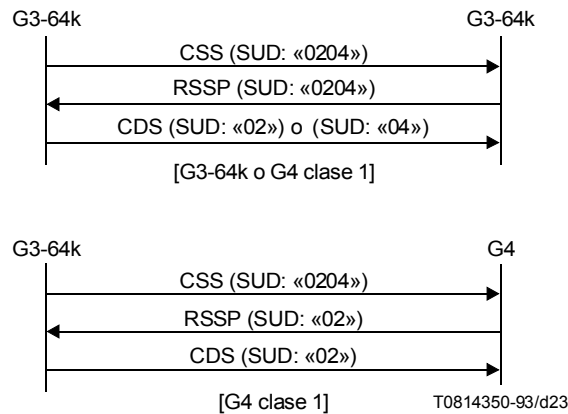 G3-64k G3-64k
CSS (SUD: «0204»)
RSSP (SUD: «0204»)
CDS (SUD: «02») o (SUD: «04»)
[G3-64k o G4 clase 1]
G3-64k G4
CSS (SUD: «0204»)
RSSP (SUD: «02»)
CDS (SUD: «02»)
[G4 clase 1]
T0814350-93/d23